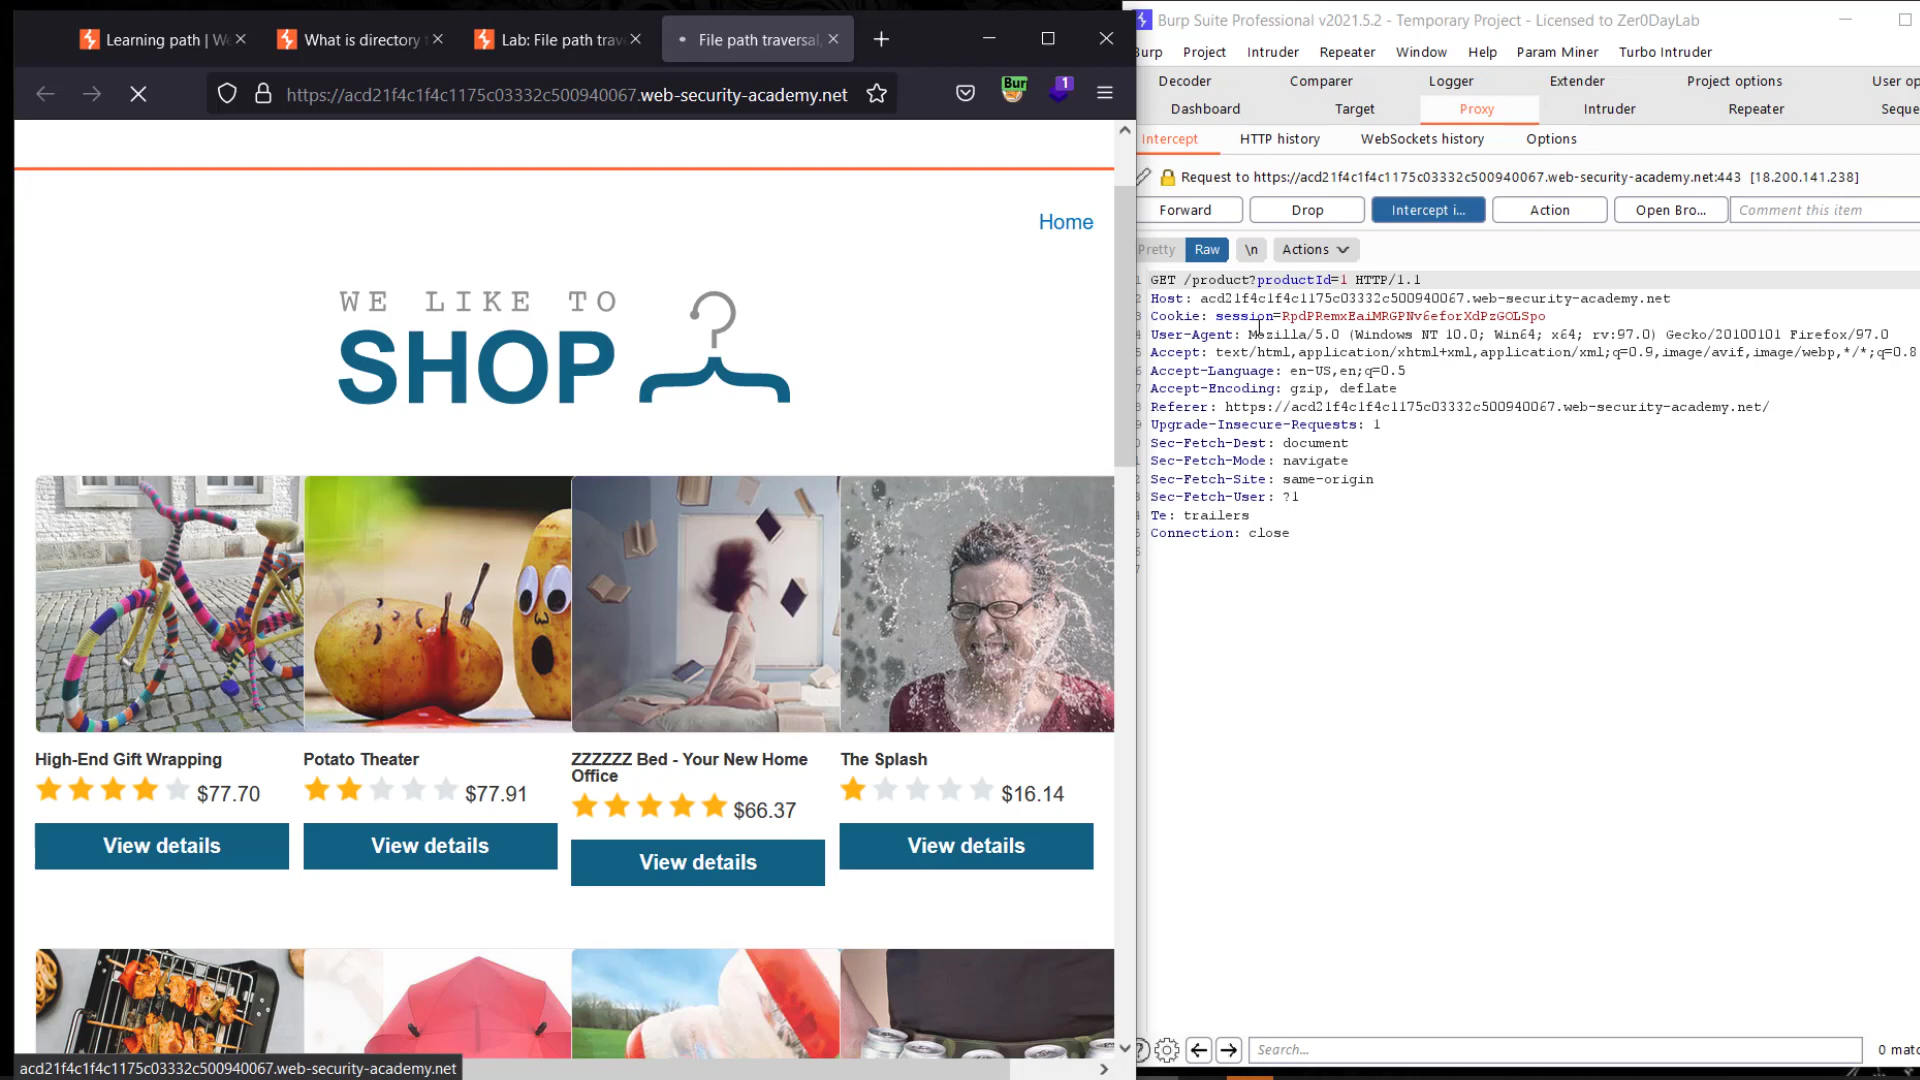 Learning path | We
What is directory t
Lab: File path trav
File path traversal,
https://acd21f4c1f4c1175c03332c500940067.web-security-academy.net
Bur
1
Home
WE LIKE TO
SHOP
High-End Gift Wrapping
$77.70
View details
Potato Theater
$77.91
View details
ZZZZZZ Bed - Your New Home
Office
$66.37
View details
The Splash
$16.14
View details
acd21f4c1f4c1175c03332c500940067.web-security-academy.net
Burp Suite Professional v2021.5.2 - Temporary Project - Licensed to Zer0DayLab
Burp Project Intruder Repeater Window Help Param Miner Turbo Intruder
Decoder Comparer Logger Extender Project options User op
Dashboard Target Proxy Intruder Repeater Seque
Intercept HTTP history WebSockets history Options
Request to https://acd21f4c1f4c1175c03332c500940067.web-security-academy.net:443 [18.200.141.238]
Forward Drop Intercept i... Action Open Bro... Comment this item
Pretty Raw \n Actions
GET /product?productId=1 HTTP/1.1
Host: acd21f4c1f4c1175c03332c500940067.web-security-academy.net
Cookie: session=RpdPRemxEaiMRGPNv6eforXdPzGOLSpo
User-Agent: Mozilla/5.0 (Windows NT 10.0; Win64; x64; rv:97.0) Gecko/20100101 Firefox/97.0
Accept: text/html,application/xhtml+xml,application/xml;q=0.9,image/avif,image/webp,*/*;q=0.8
Accept-Language: en-US,en;q=0.5
Accept-Encoding: gzip, deflate
Referer: https://acd21f4c1f4c1175c03332c500940067.web-security-academy.net/
Upgrade-Insecure-Requests: 1
Sec-Fetch-Dest: document
Sec-Fetch-Mode: navigate
Sec-Fetch-Site: same-origin
Sec-Fetch-User: ?1
Te: trailers
Connection: close
Search...
0 matc